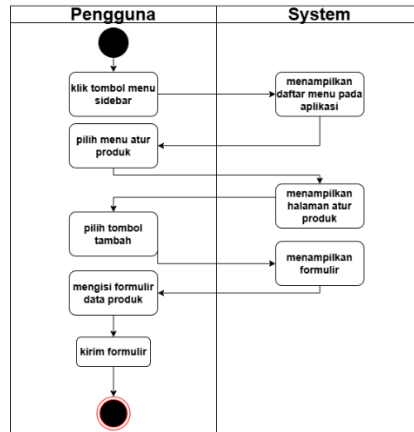 Pengguna
System
klik tombol menu
sidebar
menampilkan
daftar menu pada
aplikasi
pilih menu atur
produk
menampilkan
halaman atur
produk
pilih tombol
tambah
menampilkan
formulir
mengisi formulir
data produk
kirim formulir